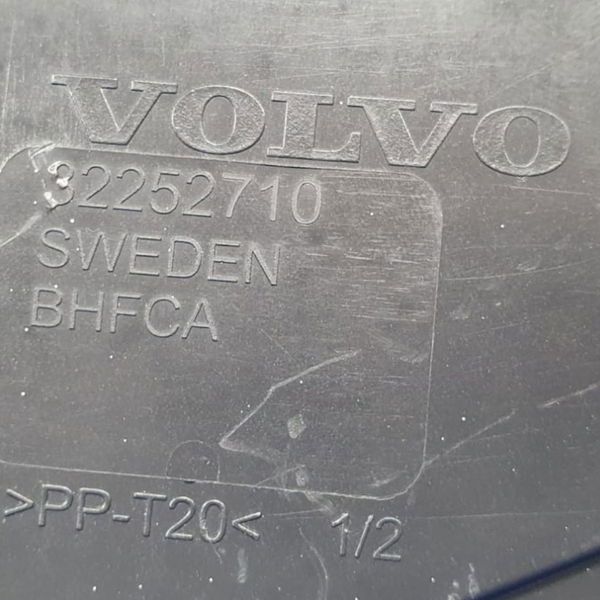 VOLVO
32252710
SWEDEN
BHFCA
>PP-T20< 1/2